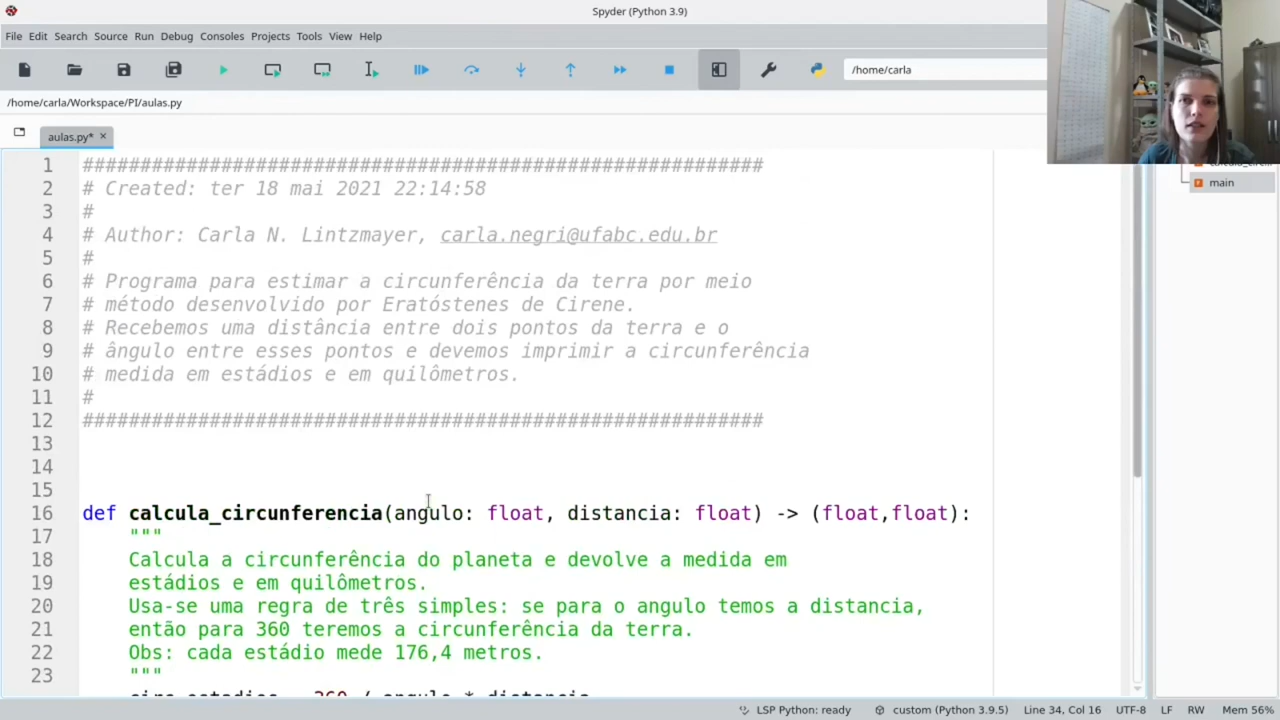 Spyder (Python 3.9)
File Edit Search Source Run Debug Consoles Projects Tools View Help
/home/carla
/home/carla/Workspace/PI/aulas.py
aulas.py*
main
1 ###########################################################
2 # Created: ter 18 mai 2021 22:14:58
3 #
4 # Author: Carla N. Lintzmayer, carla.negri@ufabc.edu.br
5 #
6 # Programa para estimar a circunferência da terra por meio
7 # método desenvolvido por Eratóstenes de Cirene.
8 # Recebemos uma distância entre dois pontos da terra e o
9 # ângulo entre esses pontos e devemos imprimir a circunferência
10 # medida em estádios e em quilômetros.
11 #
12 ###########################################################
13
14
15
16 def calcula_circunferencia(angulo: float, distancia: float) -> (float,float):
17 """
18 Calcula a circunferência do planeta e devolve a medida em
19 estádios e em quilômetros.
20 Usa-se uma regra de três simples: se para o angulo temos a distancia,
21 então para 360 teremos a circunferência da terra.
22 Obs: cada estádio mede 176,4 metros.
23 """
LSP Python: ready custom (Python 3.9.5) Line 34, Col 16 UTF-8 LF RW Mem 56%